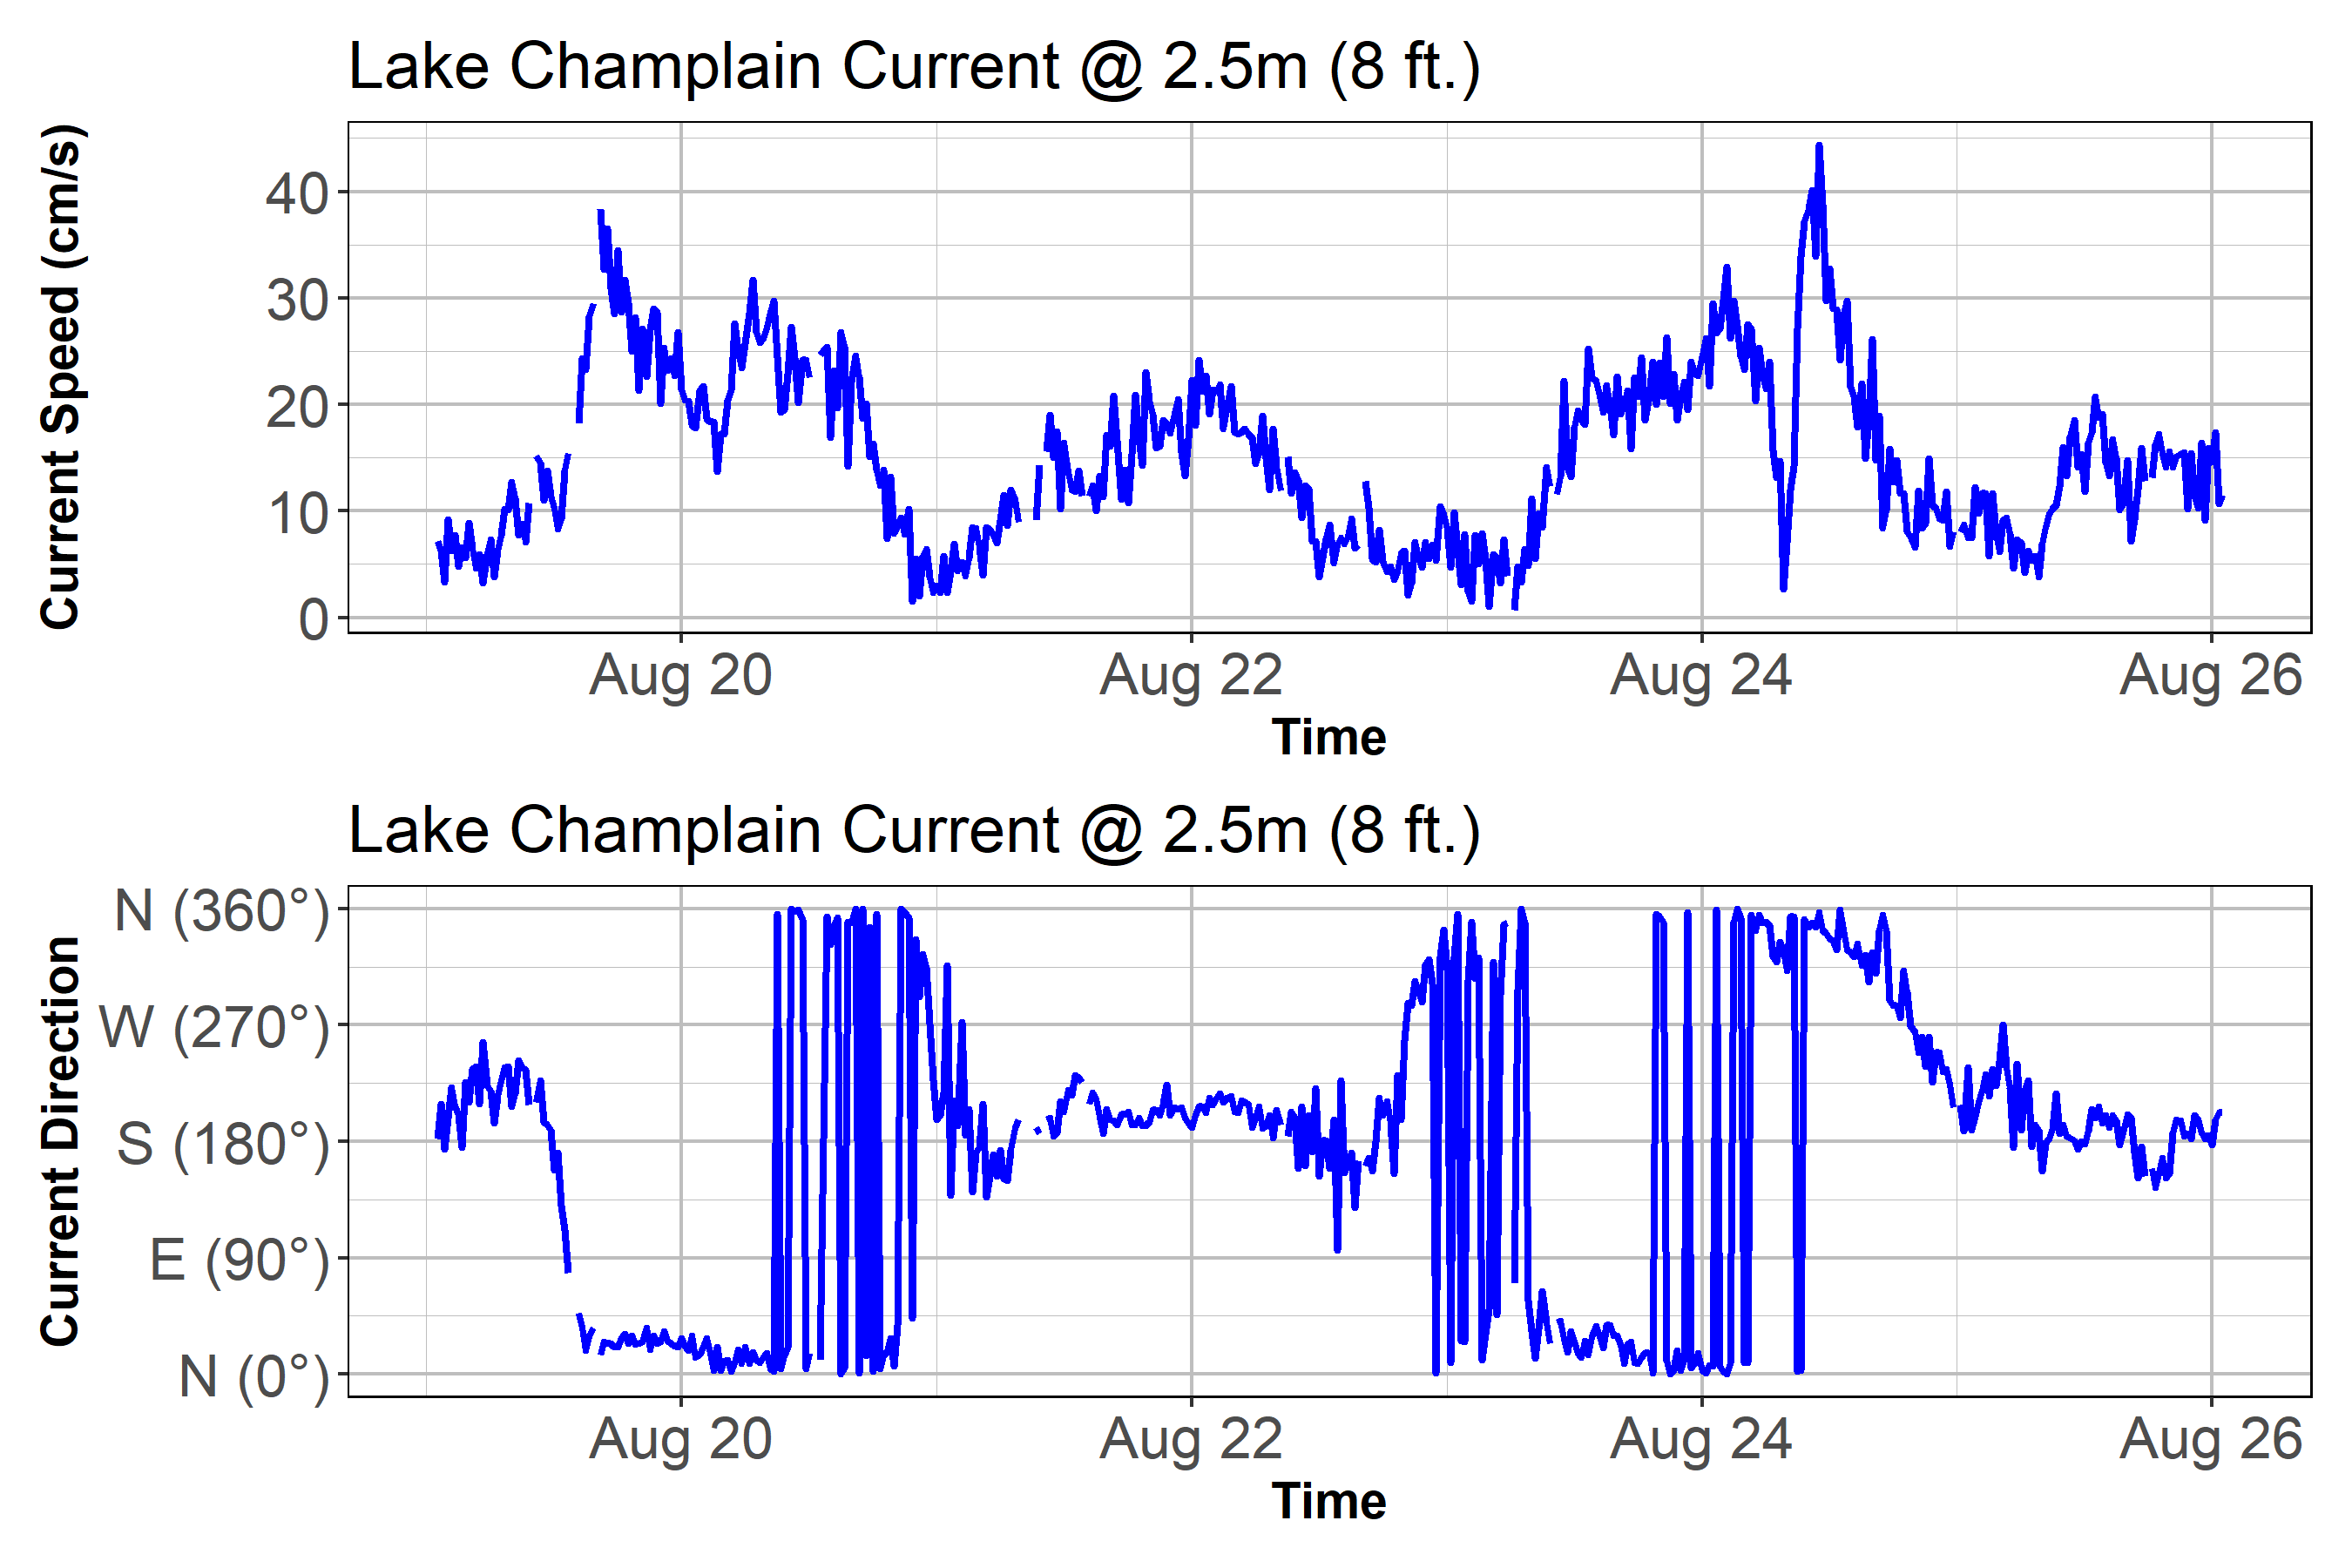 Lake Champlain Current @ 2.5m (8 ft.)
Current Speed (cm/s)
40
30
20
10
0
Aug 20 Aug 22 Aug 24 Aug 26
Time
Lake Champlain Current @ 2.5m (8 ft.)
Current Direction
N (360°)
W (270°)
S (180°)
E (90°)
N (0°)
Aug 20 Aug 22 Aug 24 Aug 26
Time